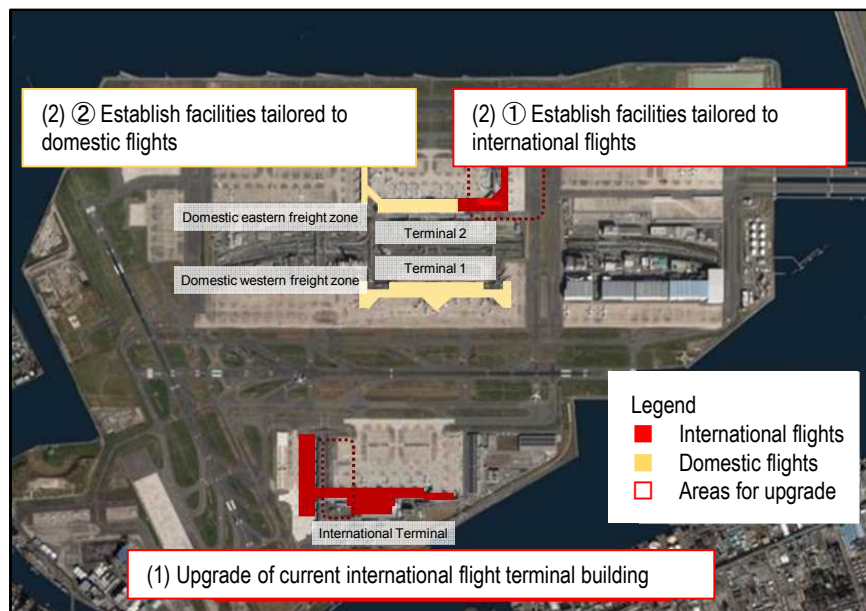 (2) ② Establish facilities tailored to
domestic flights
(2) ① Establish facilities tailored to
international flights
Domestic eastern freight zone
Terminal 2
Terminal 1
Domestic western freight zone
Legend
International flights
Domestic flights
Areas for upgrade
International Terminal
(1) Upgrade of current international flight terminal building